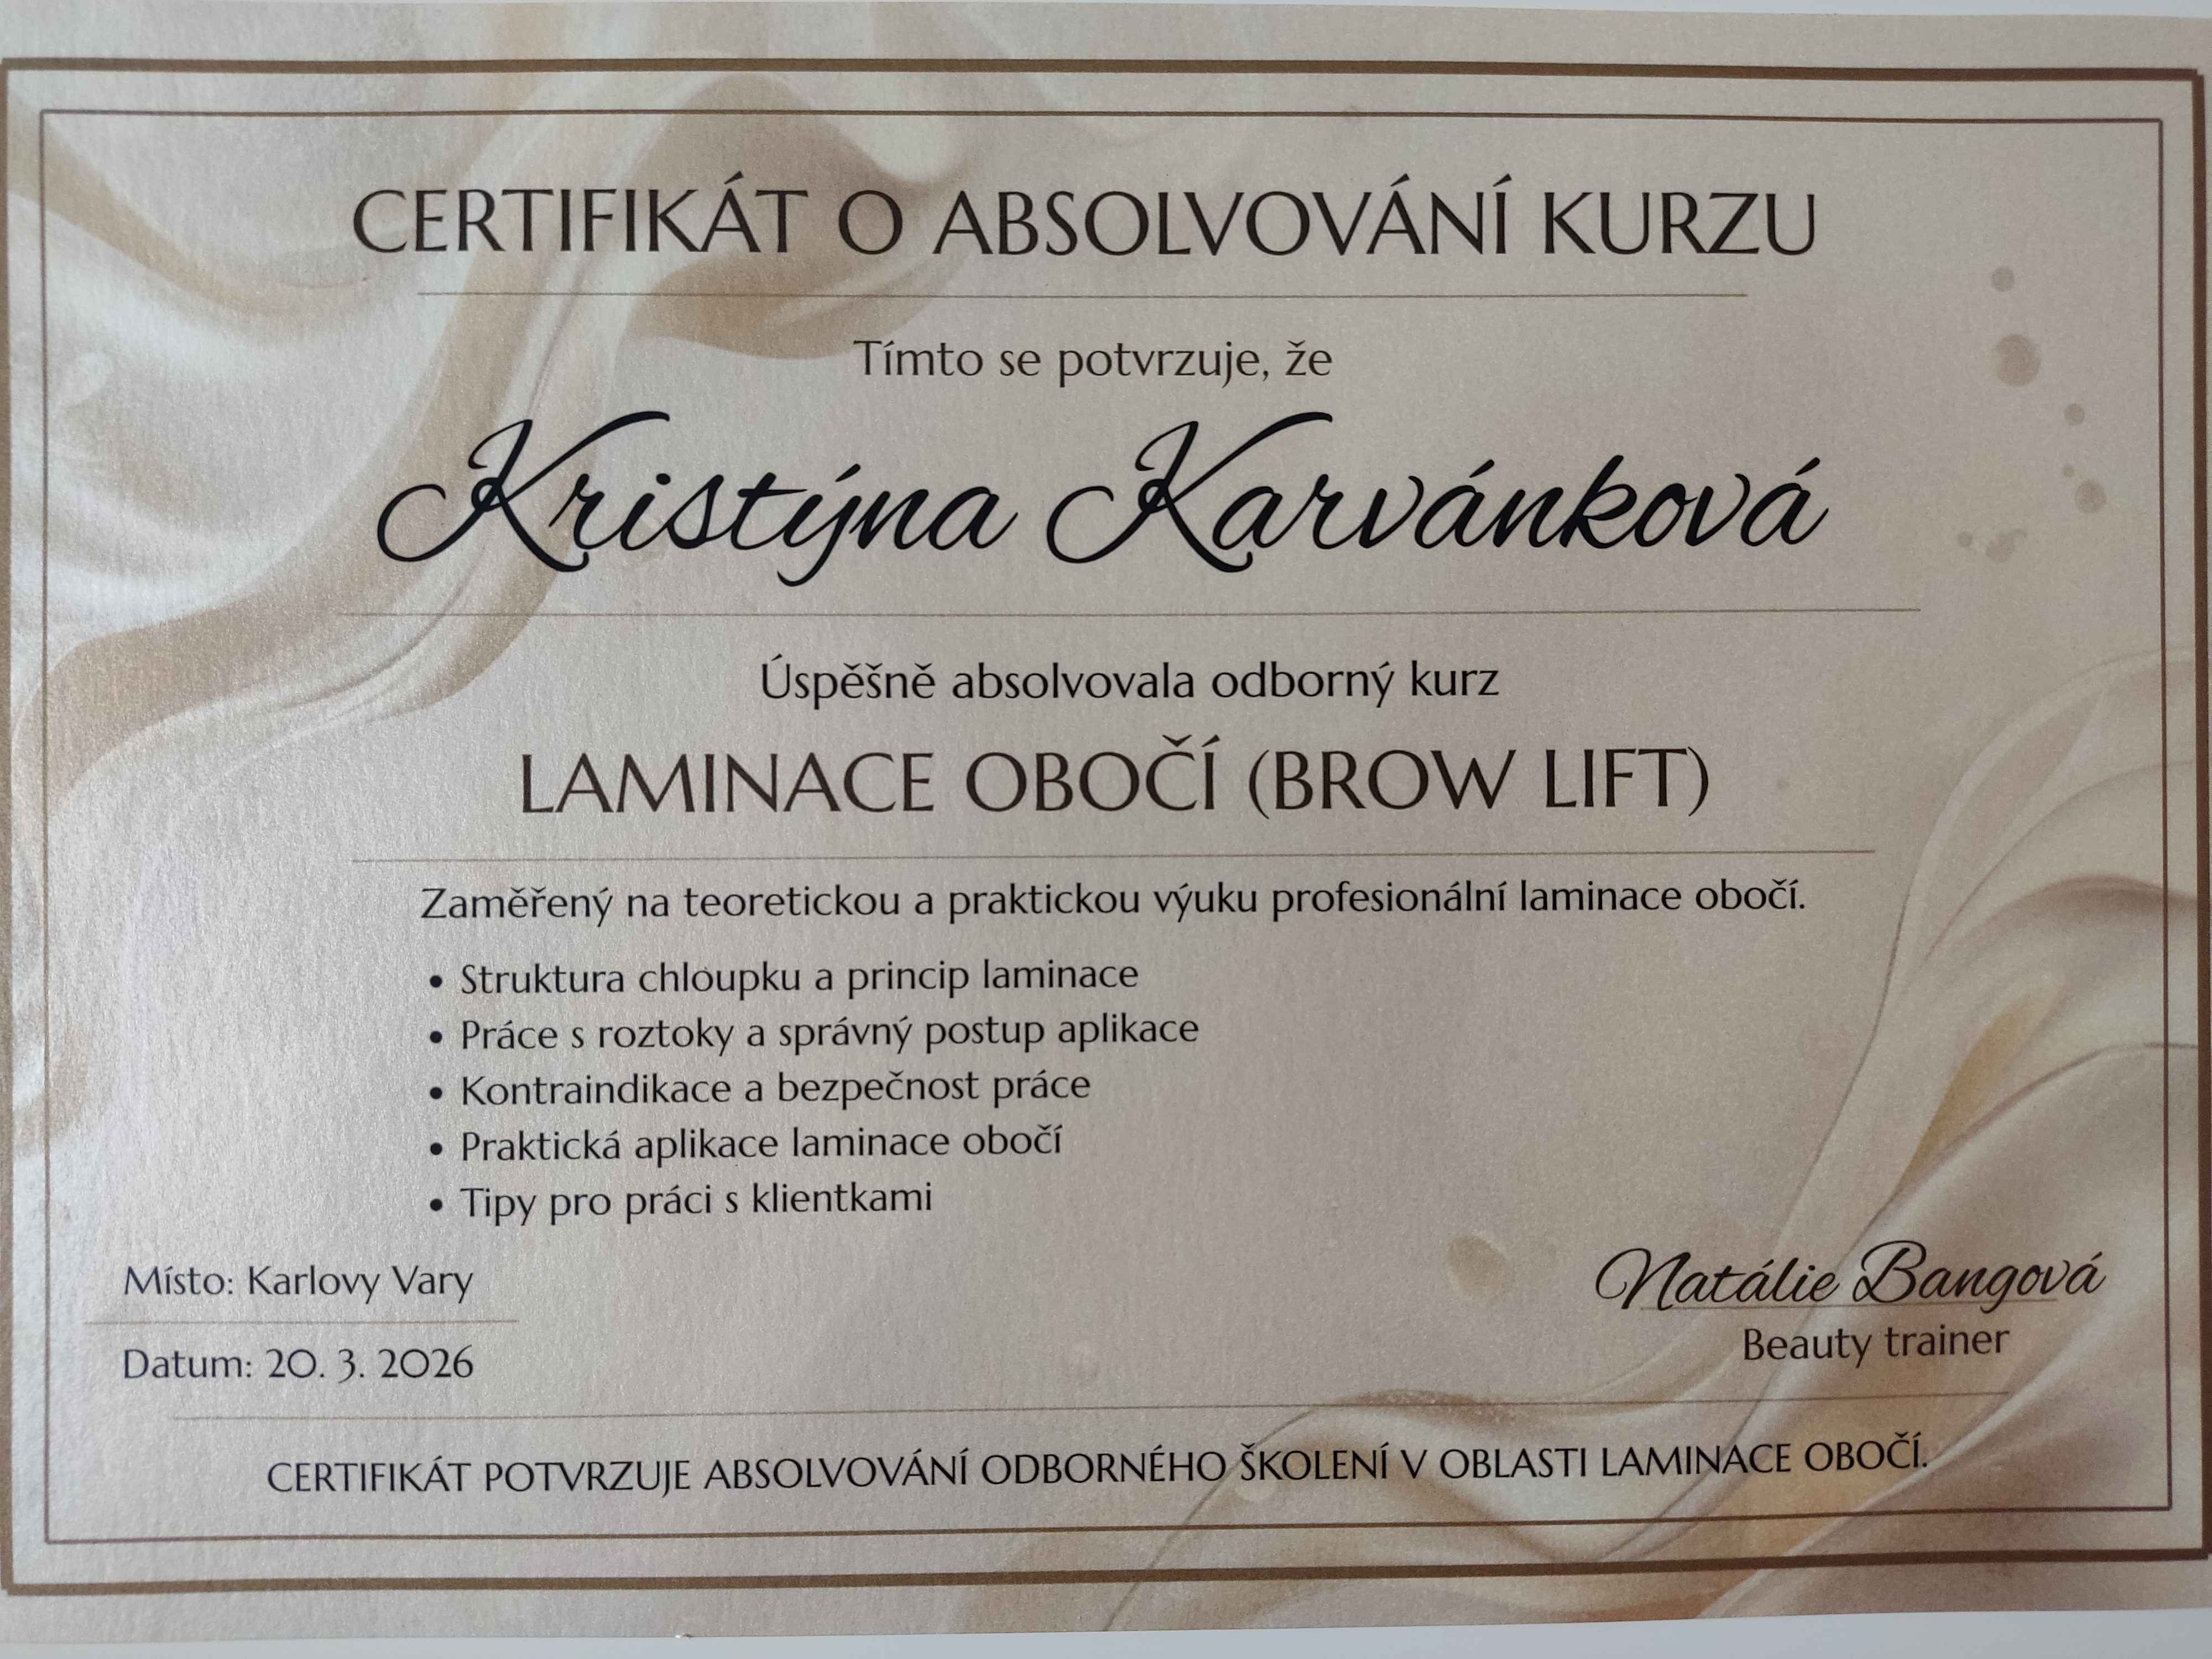 CERTIFIKÁT O ABSOLVOVÁNÍ KURZU
Tímto se potvrzuje, že
Kristýna Karvánková
Úspěšně absolvovala odborný kurz
LAMINACE OBOČÍ (BROW LIFT)
Zaměřený na teoretickou a praktickou výuku profesionální laminace obočí.
• Struktura chloupku a princip laminace
• Práce s roztoky a správný postup aplikace
• Kontraindikace a bezpečnost práce
• Praktická aplikace laminace obočí
• Tipy pro práci s klientkami
Místo: Karlovy Vary
Datum: 20. 3. 2026
Natálie Bangová
Beauty trainer
CERTIFIKÁT POTVRZUJE ABSOLVOVÁNÍ ODBORNÉHO ŠKOLENÍ V OBLASTI LAMINACE OBOČÍ.